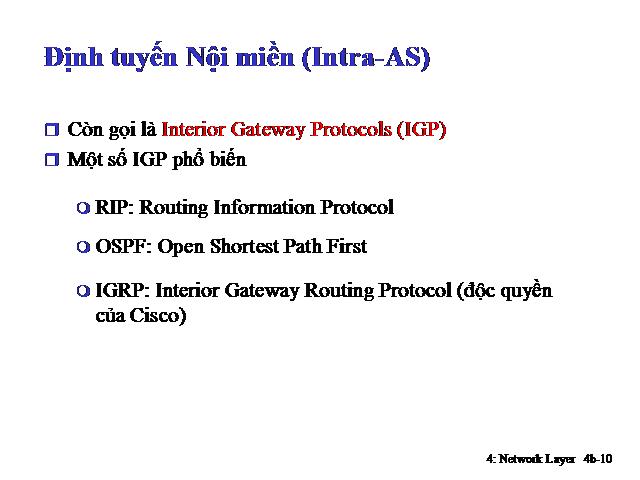 Định tuyến Nội miền (Intra-AS)
Còn gọi là Interior Gateway Protocols (IGP)
Một số IGP phổ biến
RIP: Routing Information Protocol
OSPF: Open Shortest Path First
IGRP: Interior Gateway Routing Protocol (độc quyền
của Cisco)
4: Network Layer 4b-10